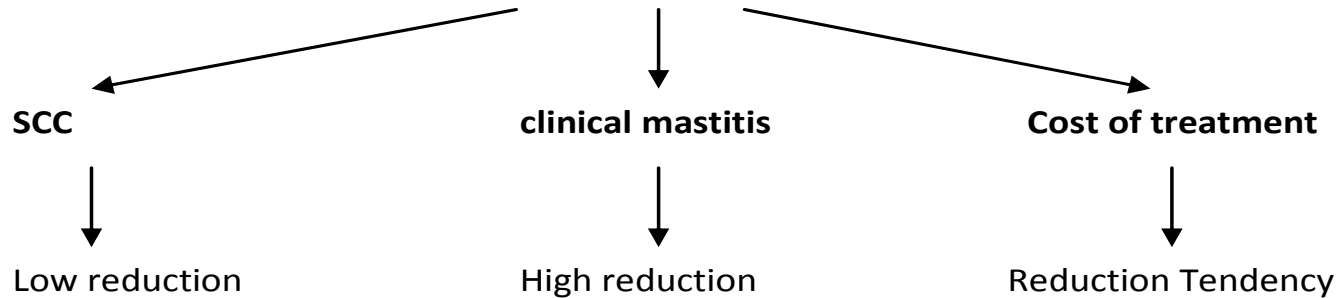 SCC clinical mastitis Cost of treatment
Low reduction High reduction Reduction Tendency